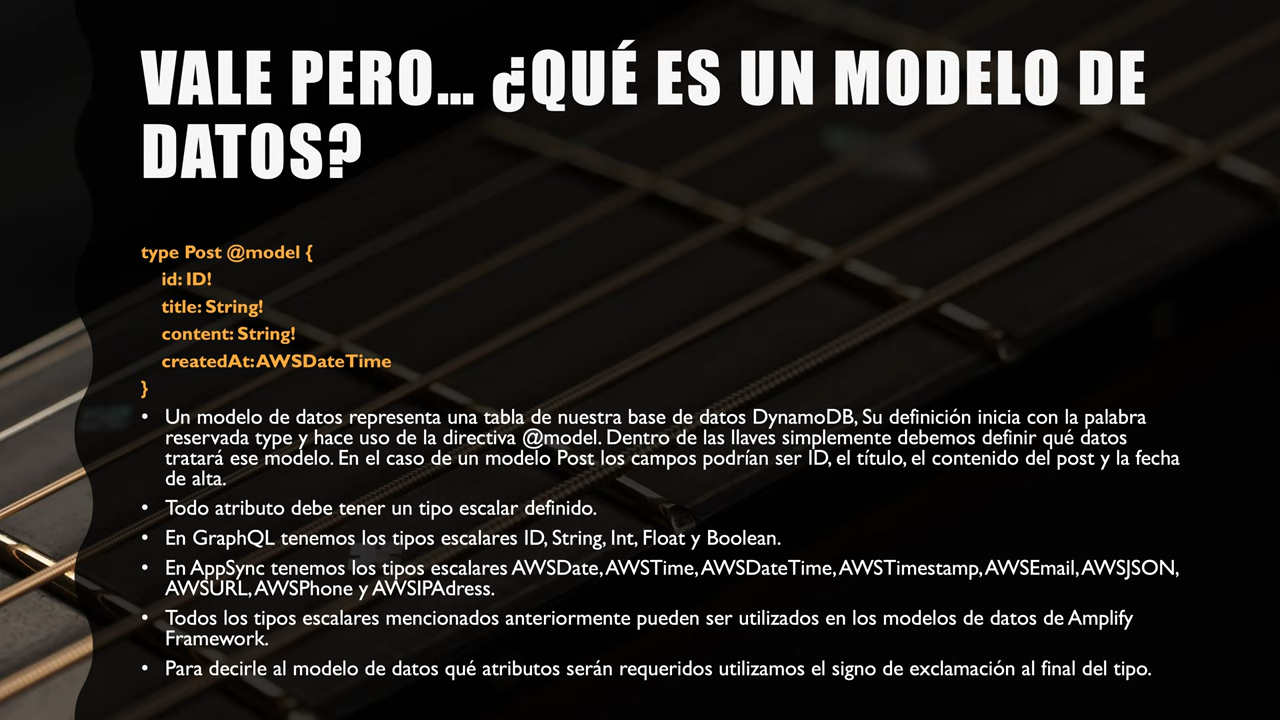 VALE PERO... ¿QUÉ ES UN MODELO DE
DATOS?
type Post @model {
id: ID!
title: String!
content: String!
createdAt: AWSDateTime
}
• Un modelo de datos representa una tabla de nuestra base de datos DynamoDB, Su definición inicia con la palabra
reservada type y hace uso de la directiva @model. Dentro de las llaves simplemente debemos definir qué datos
tratará ese modelo. En el caso de un modelo Post los campos podrían ser ID, el título, el contenido del post y la fecha
de alta.
• Todo atributo debe tener un tipo escalar definido.
• En GraphQL tenemos los tipos escalares ID, String, Int, Float y Boolean.
• En AppSync tenemos los tipos escalares AWSDate, AWSTime, AWSDateTime, AWSTimestamp, AWSEmail, AWSJSON,
AWSURL, AWSPhone y AWSIPAdress.
• Todos los tipos escalares mencionados anteriormente pueden ser utilizados en los modelos de datos de Amplify
Framework.
• Para decirle al modelo de datos qué atributos serán requeridos utilizamos el signo de exclamación al final del tipo.